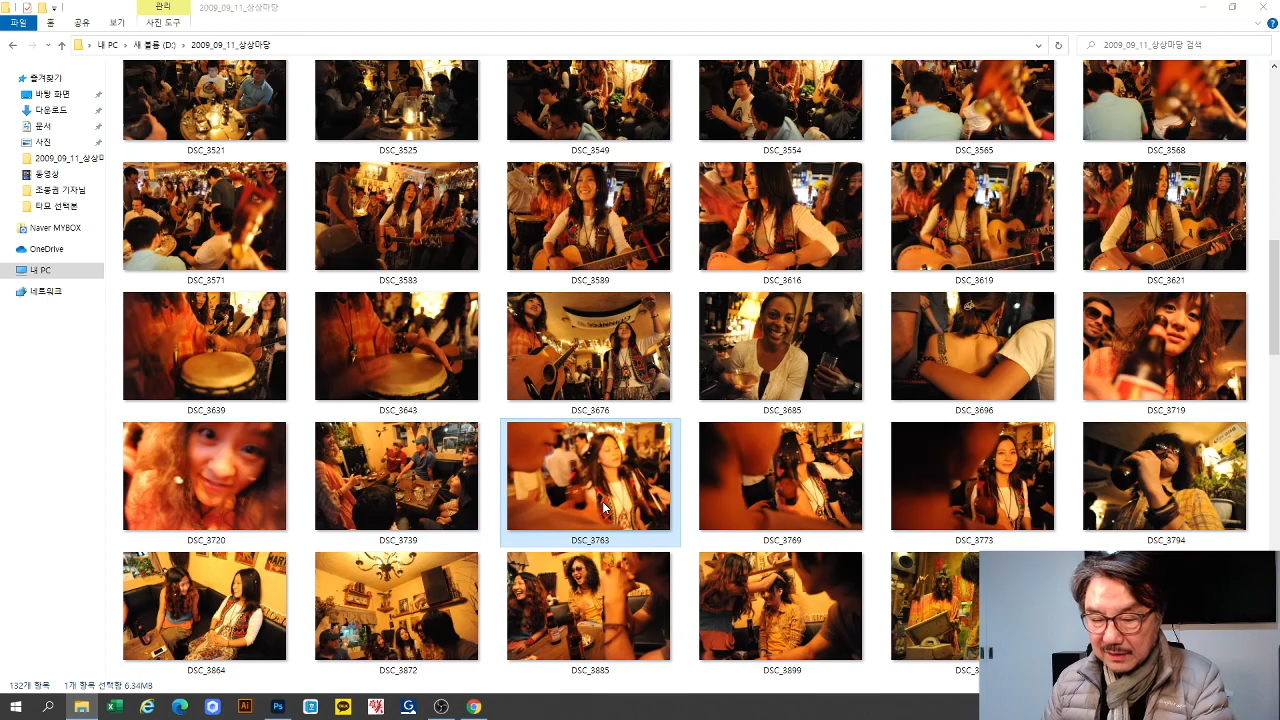 관리
2009_09_11_상상마당
파일
홈
공유
보기
사진 도구
내 PC
새 볼륨 (D:)
2009_09_11_상상마당
2009_09_11_상상마당 검색
즐겨찾기
바탕 화면
다운로드
문서
사진
2009_09_11_상상마
동영상
조풍권 기자님
타묘 선택본
Naver MYBOX
OneDrive
내 PC
네트워크
DSC_3521
DSC_3525
DSC_3549
DSC_3554
DSC_3565
DSC_3568
DSC_3571
DSC_3583
DSC_3589
DSC_3616
DSC_3619
DSC_3621
DSC_3639
DSC_3643
DSC_3676
DSC_3685
DSC_3696
DSC_3719
DSC_3720
DSC_3739
DSC_3763
DSC_3769
DSC_3773
DSC_3794
DSC_3864
DSC_3872
DSC_3885
DSC_3899
132개 항목
1개 항목 선택함 6.34MB
Ai
Ps
TALK
G